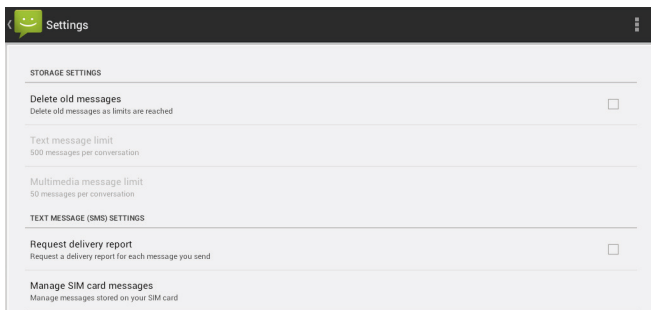 Settings
STORAGE SETTINGS
Delete old messages
Delete old messages as limits are reached
Text message limit
500 messages per conversation
Multimedia message limit
50 messages per conversation
TEXT MESSAGE (SMS) SETTINGS
Request delivery report
Request a delivery report for each message you send
Manage SIM card messages
Manage messages stored on your SIM card